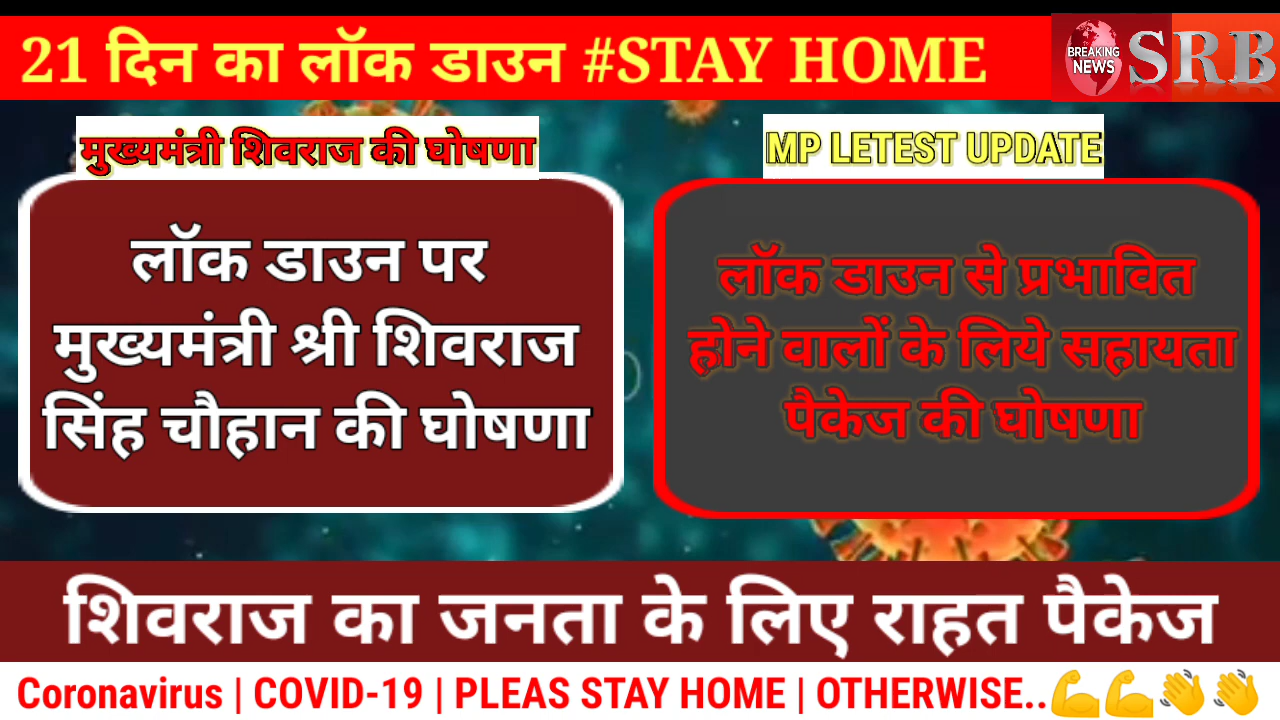 21 दिन का लॉक डाउन #STAY HOME
BREAKING
NEWS
SRB
मुख्यमंत्री शिवराज की घोषणा
लॉक डाउन पर
मुख्यमंत्री श्री शिवराज
सिंह चौहान की घोषणा
MP LETEST UPDATE
लॉक डाउन से प्रभावित
होने वालों के लिये सहायता
पैकेज की घोषणा
शिवराज का जनता के लिए राहत पैकेज
Coronavirus | COVID-19 | PLEAS STAY HOME | OTHERWISE..💪💪👋👋